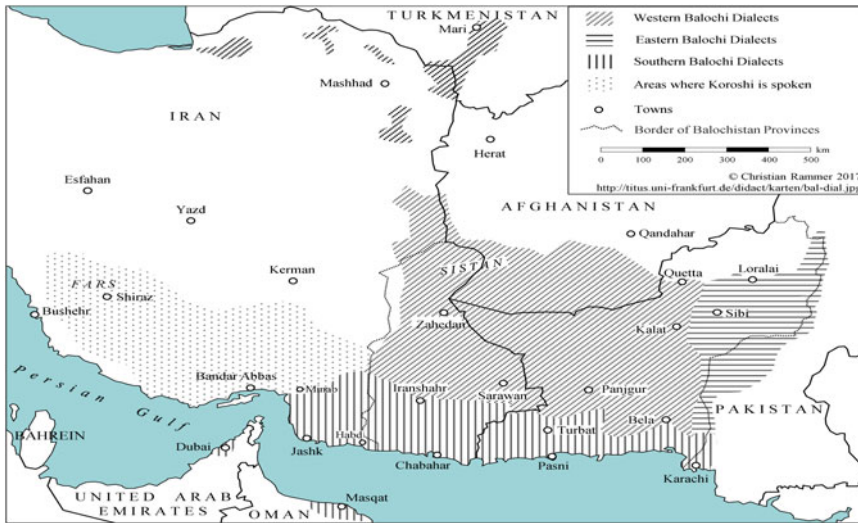 TURKMENISTAN
Mari
Mashhad
IRAN
Herat
Esfahan
Yazd
AFGHANISTAN
Qandahar
SISTAN
Kerman
Quetta
Loralai
FARS
Shiraz
Bushehr
Zahedan
Sibi
Kalat
Bandar Abbas
Minab
Iranshahr
Sarawan
Panjgur
PAKISTAN
Persian Gulf
Bela
BAHREIN
Habd
Turbat
Dubai
Jashk
Chabahar
Pasni
Karachi
UNITED ARAB
EMIRATES
OMAN
Masqat
Western Balochi Dialects
Eastern Balochi Dialects
Southern Balochi Dialects
Areas where Koroshi is spoken
Towns
Border of Balochistan Provinces
km
0 100 200 300 400 500
© Christian Rammer 2017
http://titus.uni-frankfurt.de/didact/karten/bal-dial.jpg